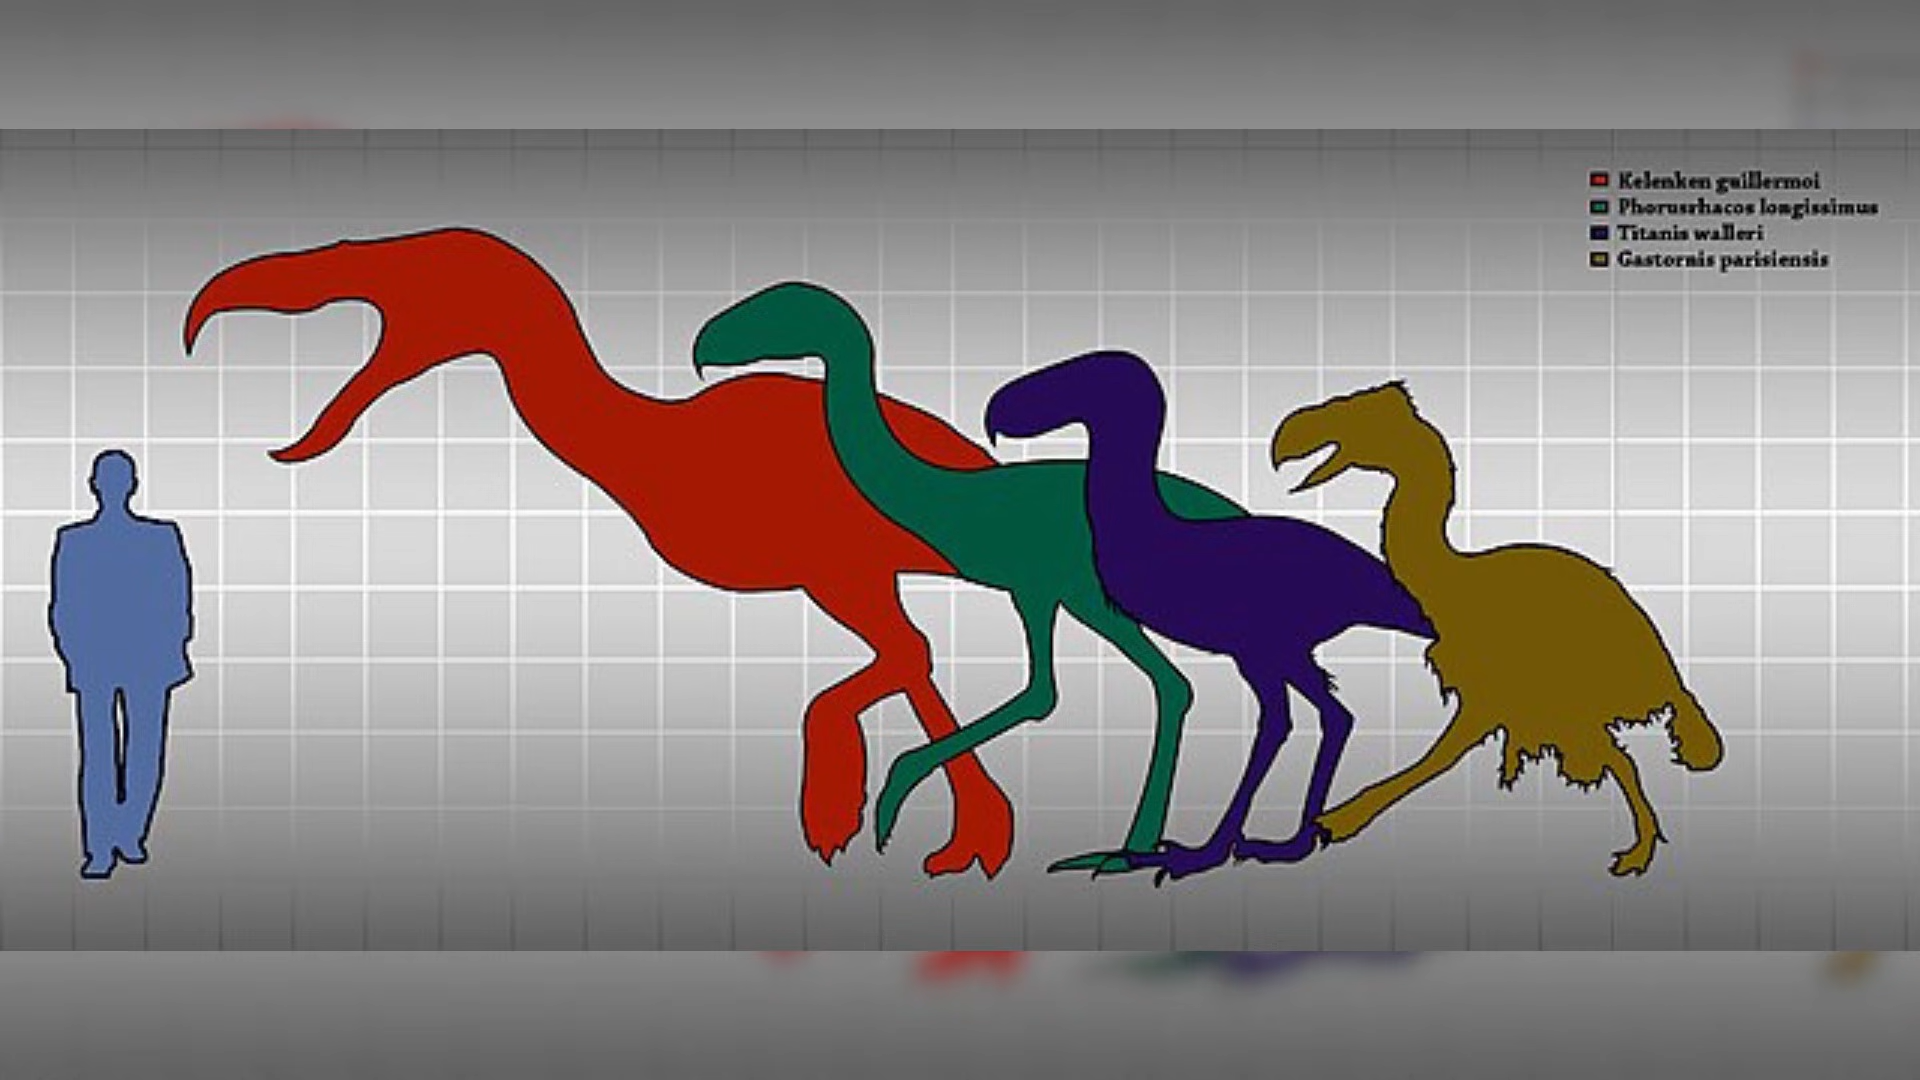 Kelenken guillermoi
Phorusrhacos longissimus
Titanis walleri
Gastornis parisiensis